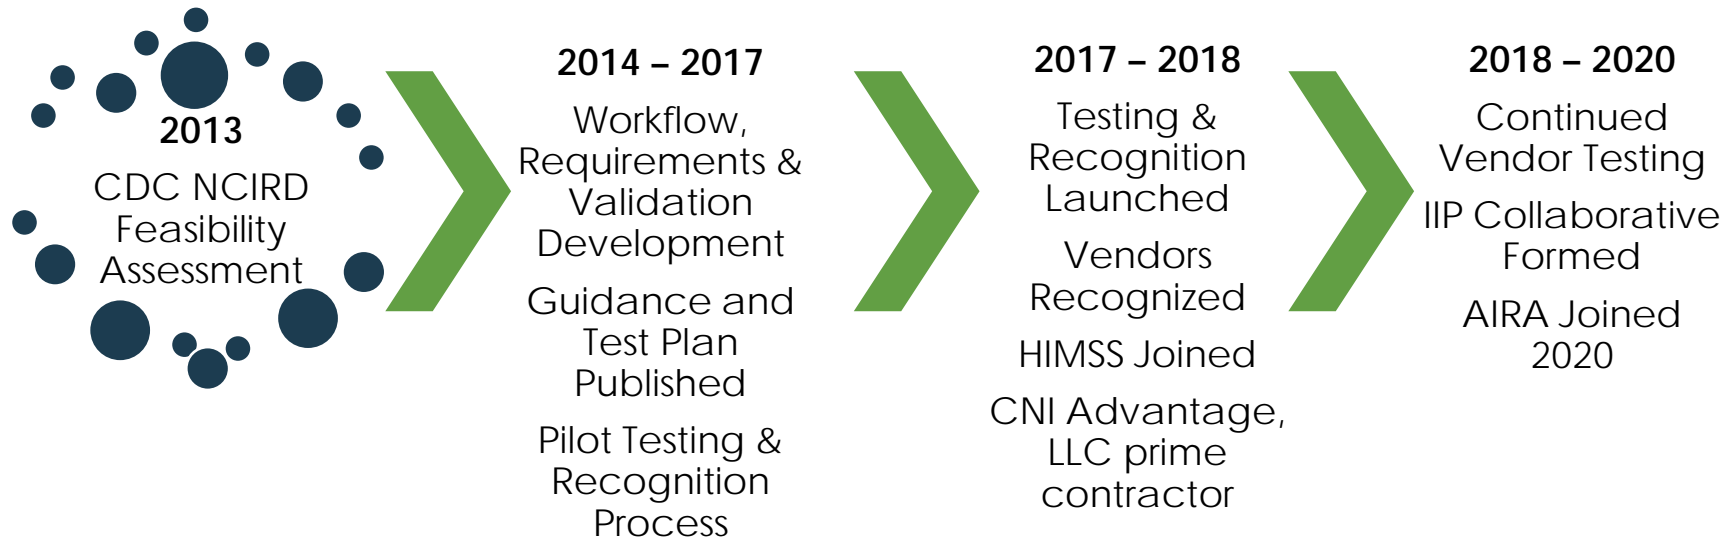 2013
CDC NCIRD
Feasibility
Assessment
2014 – 2017
Workflow,
Requirements &
Validation
Development
Guidance and
Test Plan
Published
Pilot Testing &
Recognition
Process
2017 – 2018
Testing &
Recognition
Launched
Vendors
Recognized
HIMSS Joined
CNI Advantage,
LLC prime
contractor
2018 – 2020
Continued
Vendor Testing
IIP Collaborative
Formed
AIRA Joined
2020